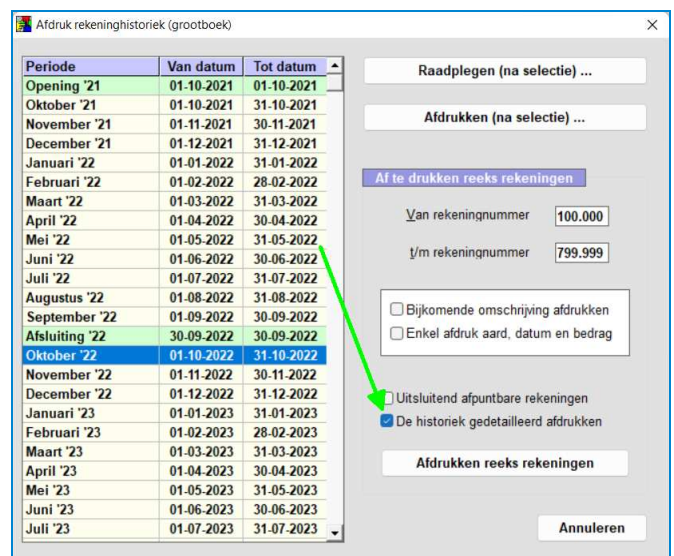 Afdruk rekeninghistoriek (grootboek)
Periode Van datum Tot datum
Opening '21 01-10-2021 01-10-2021
Oktober '21 01-10-2021 31-10-2021
November '21 01-11-2021 30-11-2021
December '21 01-12-2021 31-12-2021
Januari '22 01-01-2022 31-01-2022
Februari '22 01-02-2022 28-02-2022
Maart '22 01-03-2022 31-03-2022
April '22 01-04-2022 30-04-2022
Mei '22 01-05-2022 31-05-2022
Juni '22 01-06-2022 30-06-2022
Juli '22 01-07-2022 31-07-2022
Augustus '22 01-08-2022 31-08-2022
September '22 01-09-2022 30-09-2022
Afsluiting '22 30-09-2022 30-09-2022
Oktober '22 01-10-2022 31-10-2022
November '22 01-11-2022 30-11-2022
December '22 01-12-2022 31-12-2022
Januari '23 01-01-2023 31-01-2023
Februari '23 01-02-2023 28-02-2023
Maart '23 01-03-2023 31-03-2023
April '23 01-04-2023 30-04-2023
Mei '23 01-05-2023 31-05-2023
Juni '23 01-06-2023 30-06-2023
Juli '23 01-07-2023 31-07-2023
Raadplegen (na selectie) ...
Afdrukken (na selectie) ...
Af te drukken reeks rekeningen
Van rekeningnummer 100.000
t/m rekeningnummer 799.999
Bijkomende omschrijving afdrukken
Enkel afdruk aard, datum en bedrag
Uitsluitend afpuntbare rekeningen
De historiek gedetailleerd afdrukken
Afdrukken reeks rekeningen
Annuleren